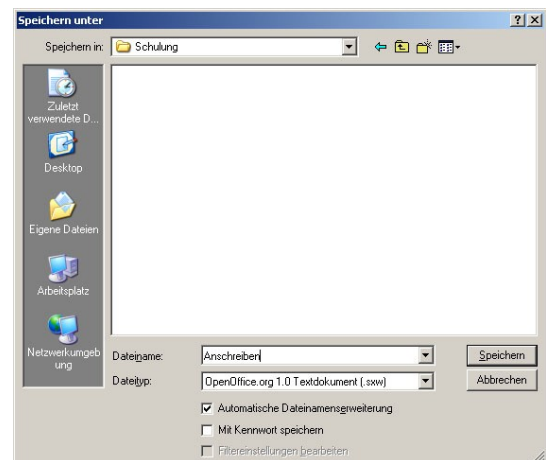 Speichern unter
Speichern in:
Schulung
Zuletzt
verwendete D...
Desktop
Eigene Dateien
Arbeitsplatz
Netzwerkumgeb
ung
Dateiname:
Anschreiben
Speichern
Dateityp:
OpenOffice.org 1.0 Textdokument (.sxw)
Abbrechen
Automatische Dateinamenserweiterung
Mit Kennwort speichern
Filtereinstellungen bearbeiten